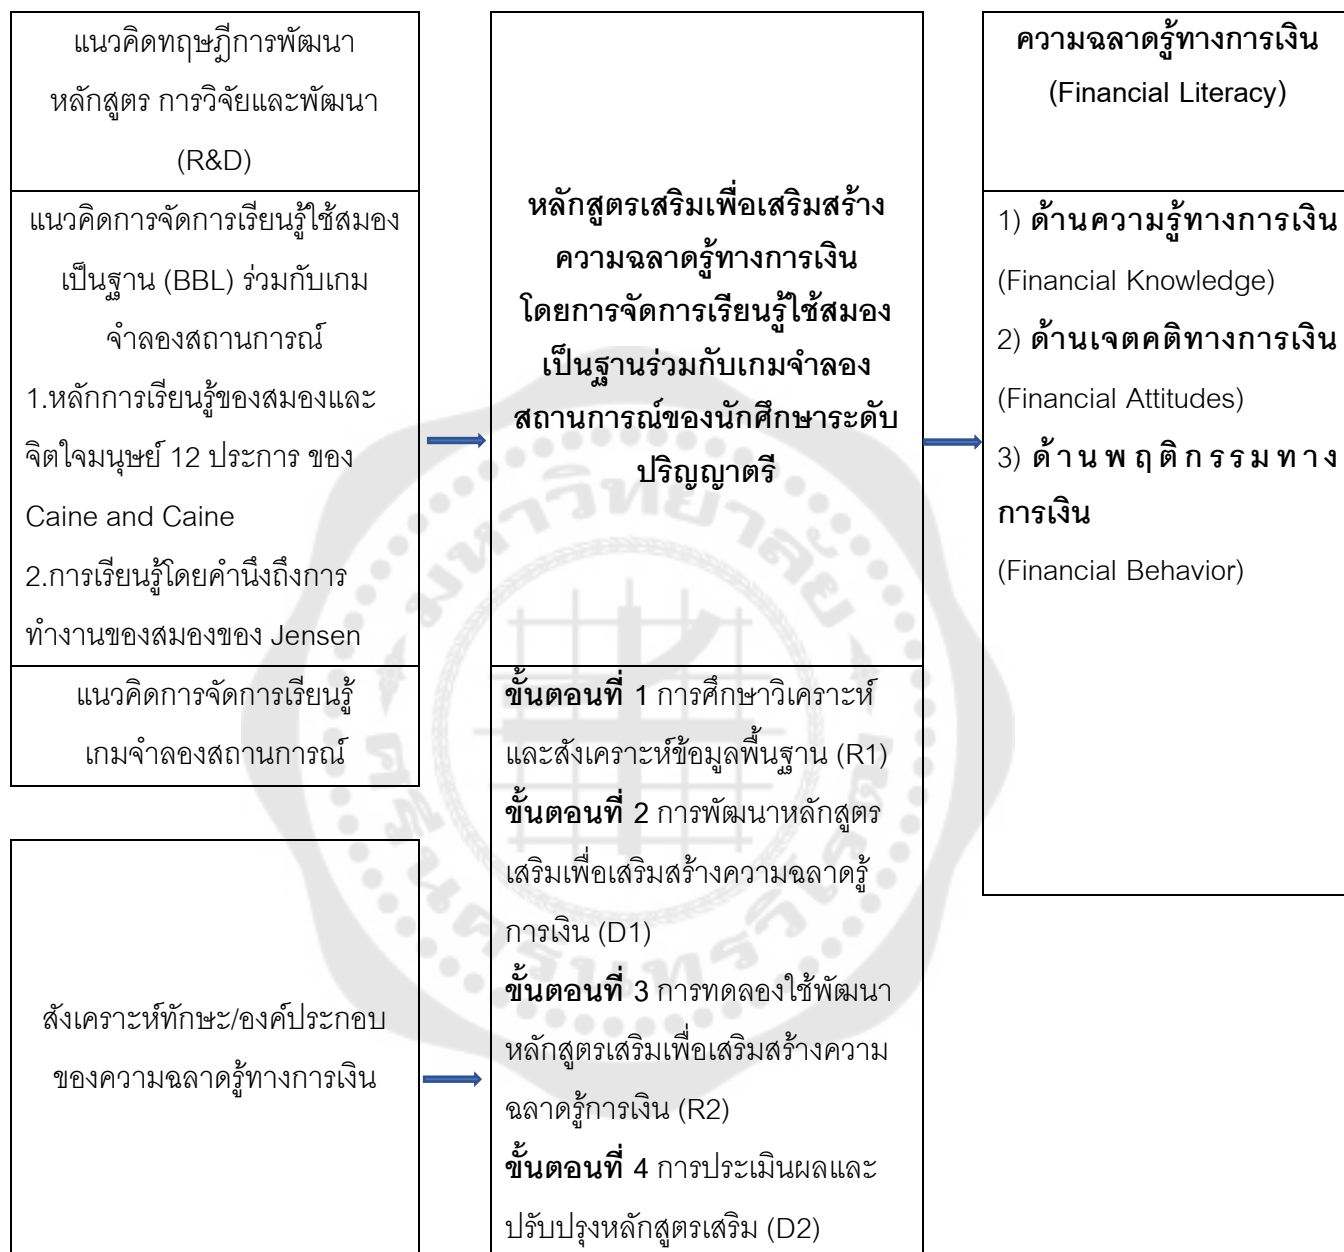 แนวคิดทฤษฎีการพัฒนา
หลักสูตร การวิจัยและพัฒนา
(R&D)
แนวคิดการจัดการเรียนรู้ใช้สมอง
เป็นฐาน (BBL) ร่วมกับเกม
จำลองสถานการณ์
1.หลักการเรียนรู้ของสมองและ
จิตใจมนุษย์ 12 ประการ ของ
Caine and Caine
2.การเรียนรู้โดยคำนึงถึงการ
ทำงานของสมองของ Jensen
แนวคิดการจัดการเรียนรู้
เกมจำลองสถานการณ์
สังเคราะห์ทักษะ/องค์ประกอบ
ของความฉลาดรู้ทางการเงิน
หลักสูตรเสริมเพื่อเสริมสร้าง
ความฉลาดรู้ทางการเงิน
โดยการจัดการเรียนรู้ใช้สมอง
เป็นฐานร่วมกับเกมจำลอง
สถานการณ์ของนักศึกษาระดับ
ปริญญาตรี
ขั้นตอนที่ 1 การศึกษาวิเคราะห์
และสังเคราะห์ข้อมูลพื้นฐาน (R1)
ขั้นตอนที่ 2 การพัฒนาหลักสูตร
เสริมเพื่อเสริมสร้างความฉลาดรู้
การเงิน (D1)
ขั้นตอนที่ 3 การทดลองใช้พัฒนา
หลักสูตรเสริมเพื่อเสริมสร้างความ
ฉลาดรู้การเงิน (R2)
ขั้นตอนที่ 4 การประเมินผลและ
ปรับปรุงหลักสูตรเสริม (D2)
ความฉลาดรู้ทางการเงิน
(Financial Literacy)
1) ด้านความรู้ทางการเงิน
(Financial Knowledge)
2) ด้านเจตคติทางการเงิน
(Financial Attitudes)
3) ด้านพฤติกรรมทาง
การเงิน
(Financial Behavior)
มหาวิทยาลัย
ศรีนครินทรวิโรฒ